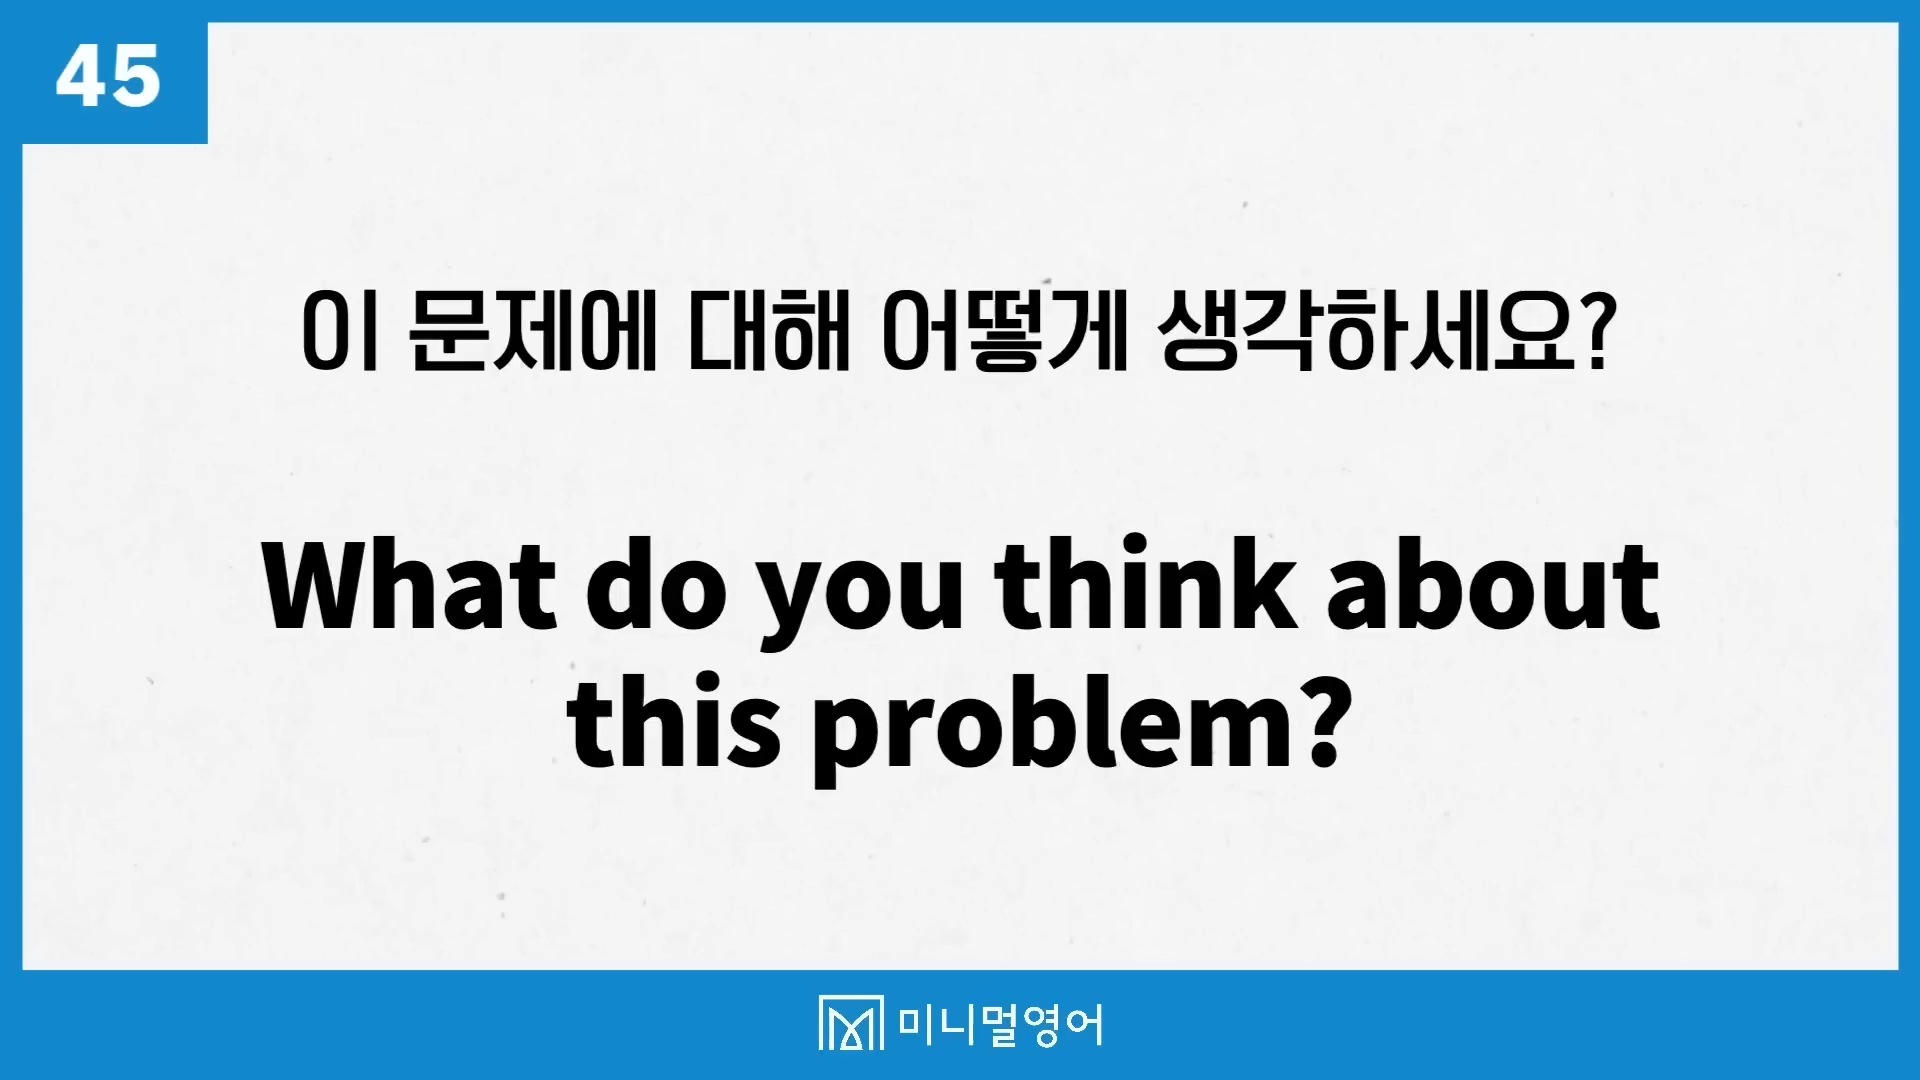 45
이 문제에 대해 어떻게 생각하세요?
What do you think about
this problem?
미니멀영어